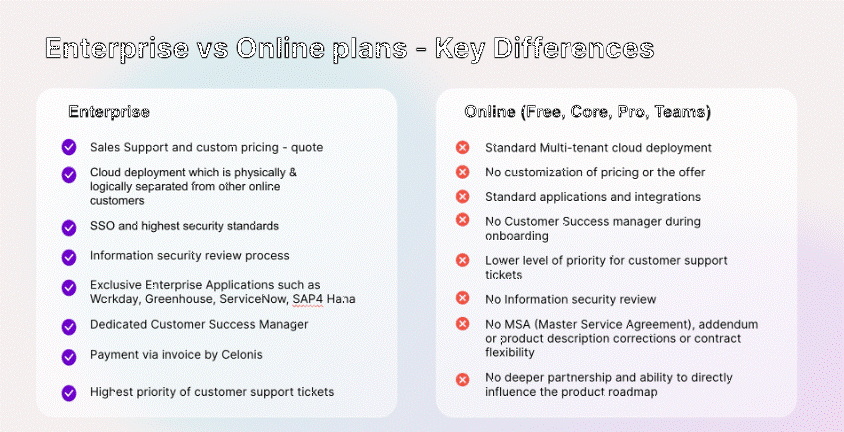 Enterprise vs Online plans - Key Differences
Enterprise
Sales Support and custom pricing - quote
Cloud deployment which is physically &
logically separated from other online
customers
SSO and highest security standards
Information security review process
Exclusive Enterprise Applications such as
Workday, Greenhouse, ServiceNow, SAP4 Hana
Dedicated Customer Success Manager
Payment via invoice by Celonis
Highest priority of customer support tickets
Online (Free, Core, Pro, Teams)
Standard Multi-tenant cloud deployment
No customization of pricing or the offer
Standard applications and integrations
No Customer Success manager during
onboarding
Lower level of priority for customer support
tickets
No Information security review
No MSA (Master Service Agreement), addendum
or product description corrections or contract
flexibility
No deeper partnership and ability to directly
influence the product roadmap